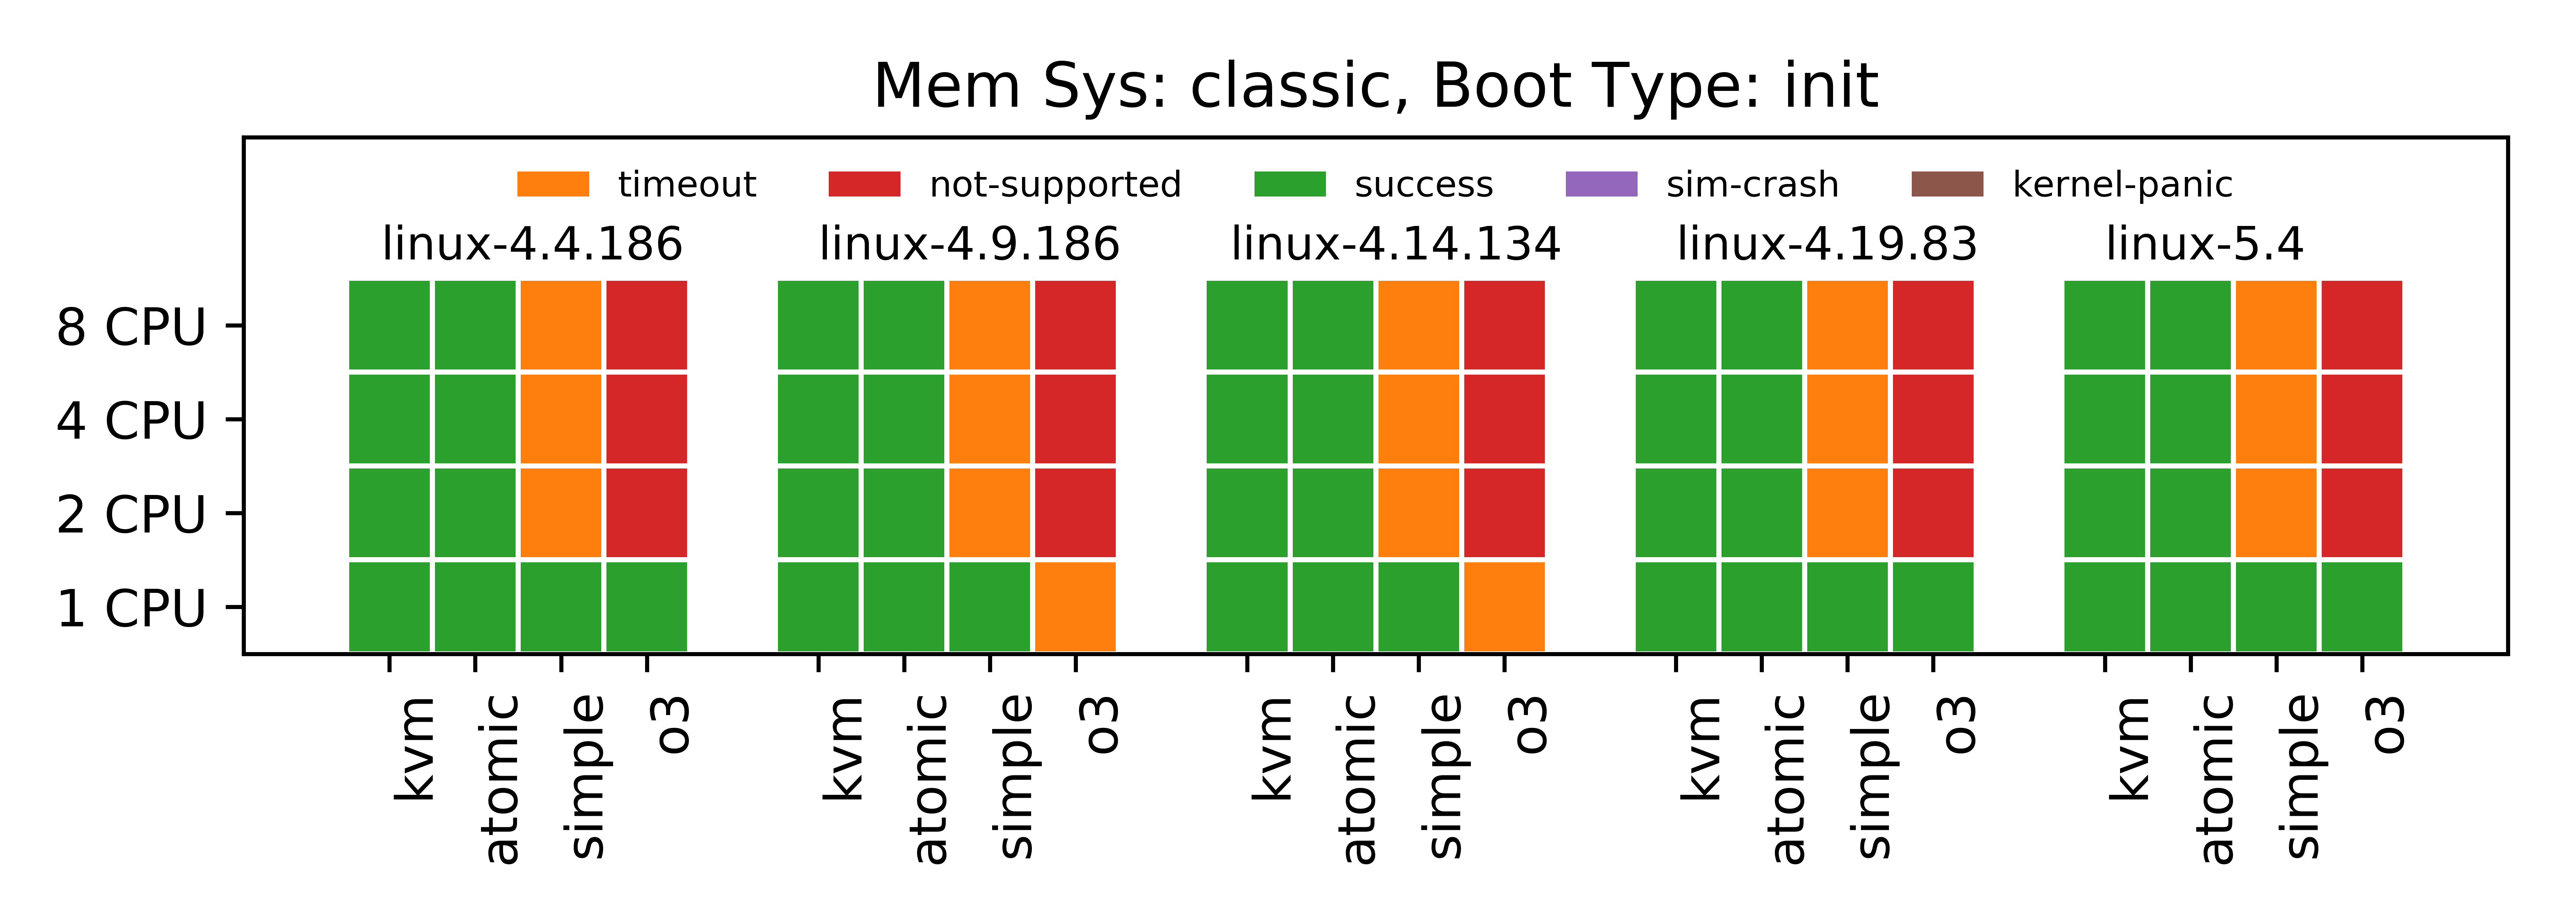 Mem Sys: classic, Boot Type: init
timeout not-supported success sim-crash kernel-panic
linux-4.4.186 linux-4.9.186 linux-4.14.134 linux-4.19.83 linux-5.4
8 CPU
4 CPU
2 CPU
1 CPU
kvm atomic simple o3 kvm atomic simple o3 kvm atomic simple o3 kvm atomic simple o3 kvm atomic simple o3